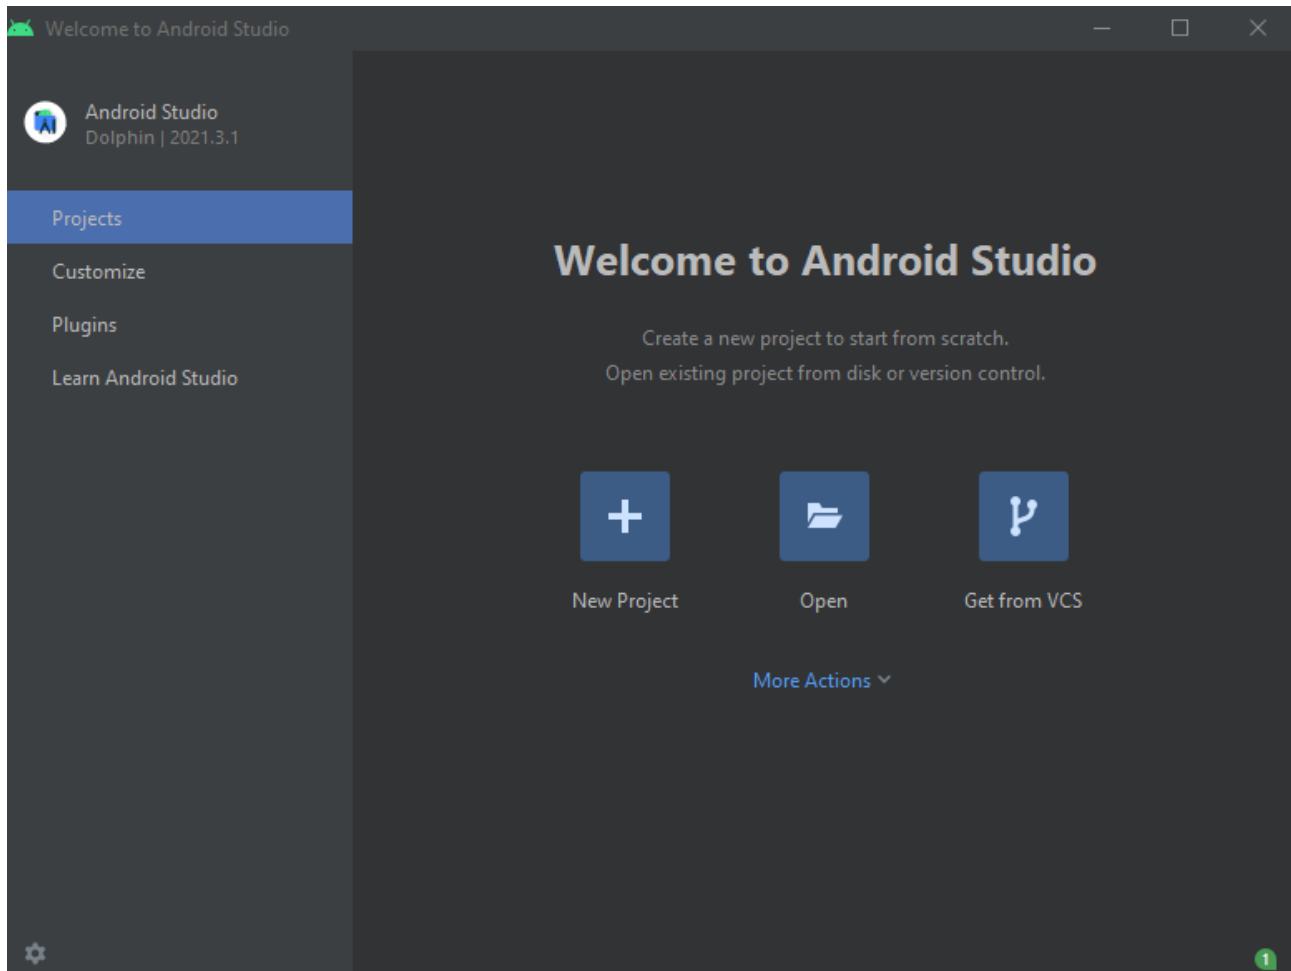 Welcome to Android Studio
Android Studio
Dolphin | 2021.3.1
Projects
Customize
Plugins
Learn Android Studio
Welcome to Android Studio
Create a new project to start from scratch.
Open existing project from disk or version control.
New Project
Open
Get from VCS
More Actions
1